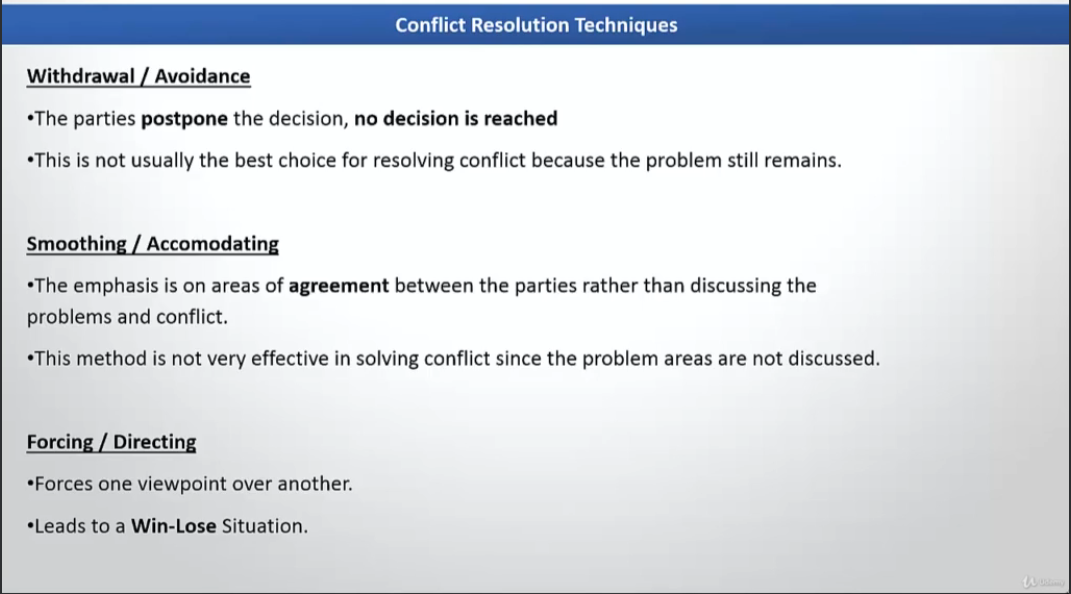 Conflict Resolution Techniques
Withdrawal / Avoidance
•The parties postpone the decision, no decision is reached
•This is not usually the best choice for resolving conflict because the problem still remains.
Smoothing / Accomodating
•The emphasis is on areas of agreement between the parties rather than discussing the
problems and conflict.
•This method is not very effective in solving conflict since the problem areas are not discussed.
Forcing / Directing
•Forces one viewpoint over another.
•Leads to a Win-Lose Situation.
Udemy